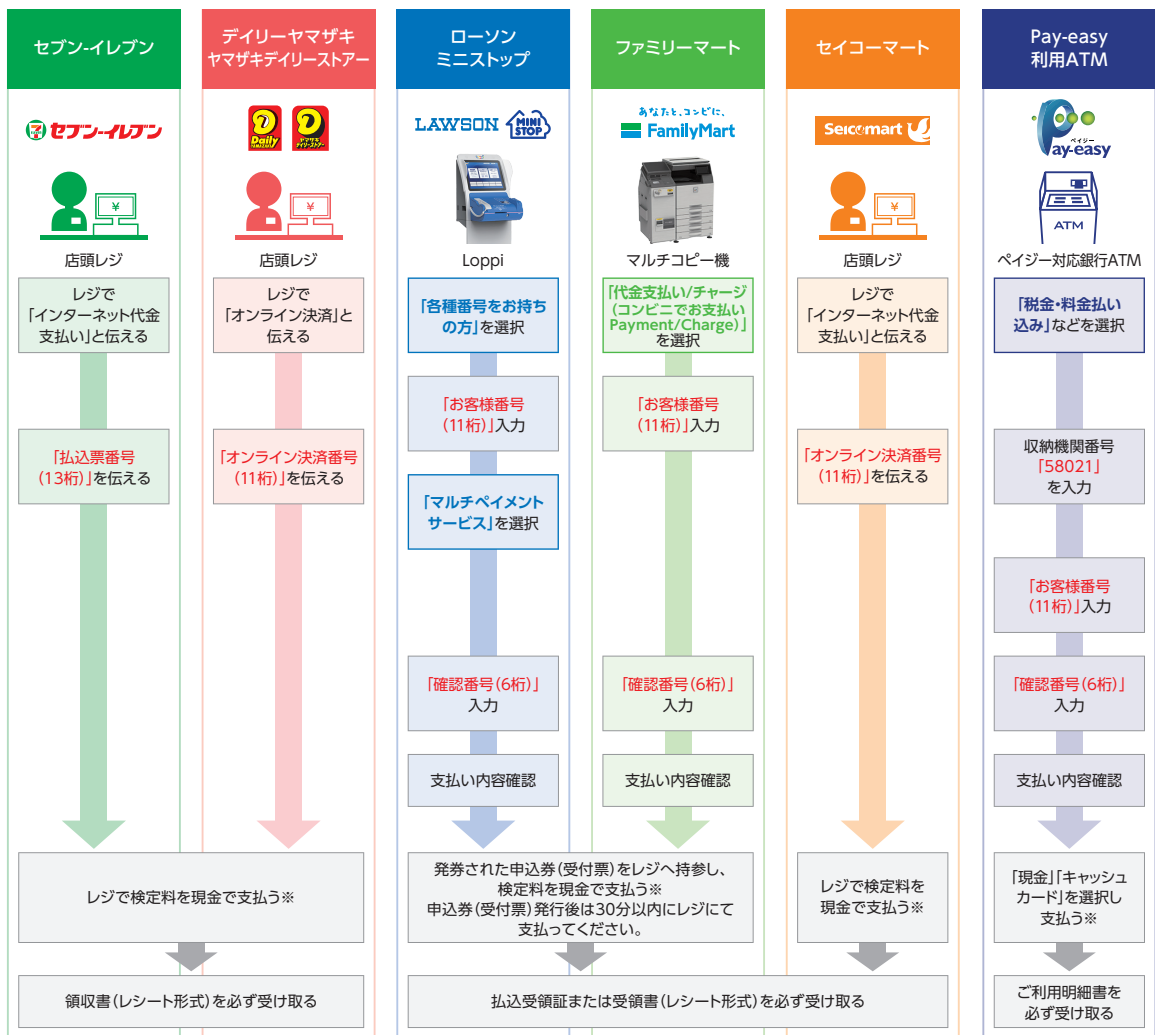 セブン-イレブン
デイリーヤマザキ
ヤマザキデイリーストアー
ローソン
ミニストップ
ファミリーマート
セイコーマート
Pay-easy
利用ATM
7
セブン-イレブン
Daily
YAMAZAKI
ヤマザキ
デイリーストアー
LAWSON
MINI
STOP
あなたと、コンビに、
FamilyMart
Seicomart
ペイジー
Pay-easy
¥
¥
¥
ATM
店頭レジ
店頭レジ
Loppi
マルチコピー機
店頭レジ
ペイジー対応銀行ATM
レジで
「インターネット代金
支払い」と伝える
レジで
「オンライン決済」と
伝える
「各種番号をお持ち
の方」を選択
「代金支払い/チャージ
(コンビニでお支払い
Payment/Charge)」
を選択
レジで
「インターネット代金
支払い」と伝える
「税金・料金払い
込み」などを選択
「お客様番号
(11桁)」入力
「お客様番号
(11桁)」入力
「払込票番号
(13桁)」を伝える
「オンライン決済番号
(11桁)」を伝える
「マルチペイメント
サービス」を選択
「オンライン決済番号
(11桁)」を伝える
収納機関番号
「58021」
を入力
「お客様番号
(11桁)」入力
「確認番号(6桁)」
入力
「確認番号(6桁)」
入力
「確認番号(6桁)」
入力
支払い内容確認
支払い内容確認
支払い内容確認
レジで検定料を現金で支払う※
発券された申込券(受付票)をレジへ持参し、
検定料を現金で支払う※
申込券(受付票)発行後は30分以内にレジにて
支払ってください。
レジで検定料を
現金で支払う※
「現金」「キャッシュ
カード」を選択し
支払う※
領収書(レシート形式)を必ず受け取る
払込受領証または受領書(レシート形式)を必ず受け取る
ご利用明細書を
必ず受け取る